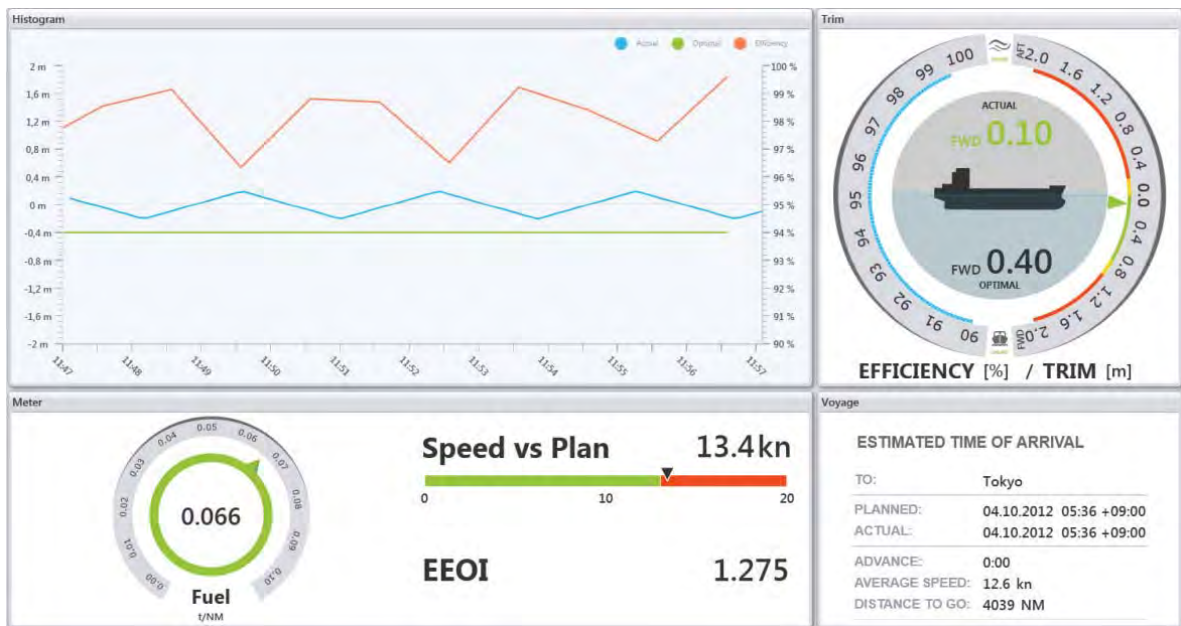 Histogram
Actual Optimal Efficiency
2 m
1,6 m
1,2 m
0,8 m
0,4 m
0 m
-0,4 m
-0,8 m
-1,2 m
-1,6 m
-2 m
100 %
99 %
98 %
97 %
96 %
95 %
94 %
93 %
92 %
91 %
90 %
11:47 11:48 11:49 11:50 11:51 11:52 11:53 11:54 11:55 11:56 11:57
Trim
100
99
98
97
96
95
94
93
92
91
90
AFT
2.0
1.6
1.2
0.8
0.4
0.0
0.4
0.8
1.2
1.6
2.0
FWD
ACTUAL
FWD 0.10
FWD 0.40
OPTIMAL
EFFICIENCY [%] / TRIM [m]
Meter
0.00 0.01 0.02 0.03 0.04 0.05 0.06 0.07 0.08 0.09 0.10
0.066
Fuel
t/NM
Speed vs Plan 13.4kn
0 10 20
EEOI 1.275
Voyage
ESTIMATED TIME OF ARRIVAL
TO: Tokyo
PLANNED: 04.10.2012 05:36 +09:00
ACTUAL: 04.10.2012 05:36 +09:00
ADVANCE: 0:00
AVERAGE SPEED: 12.6 kn
DISTANCE TO GO: 4039 NM